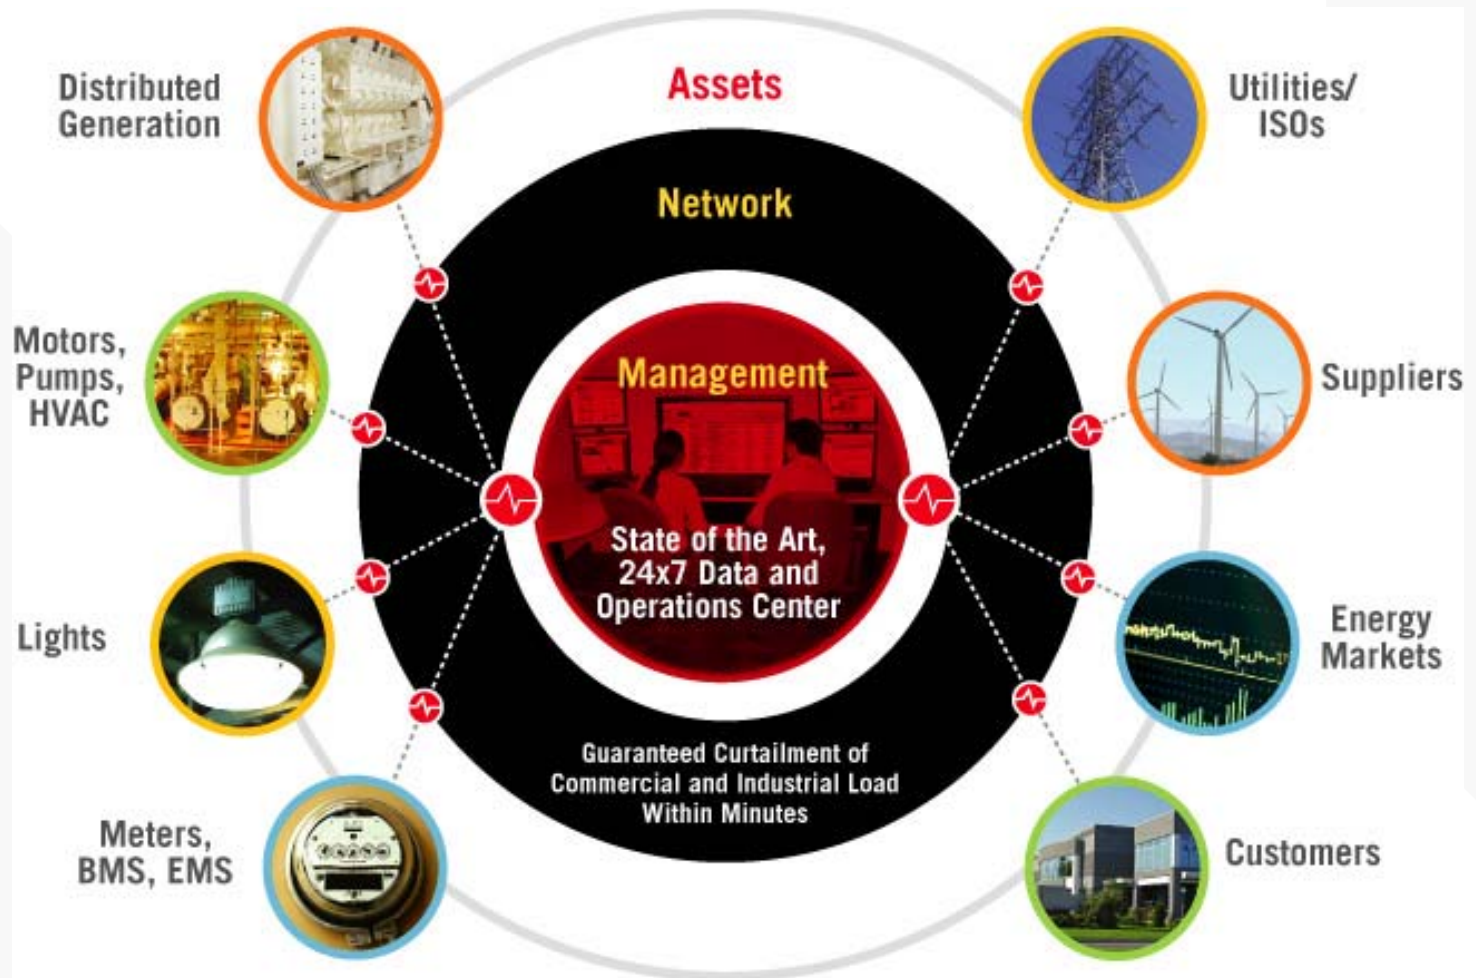 Assets
Distributed
Generation
Utilities/
ISOs
Network
Motors,
Pumps,
HVAC
Management
Suppliers
State of the Art,
24x7 Data and
Operations Center
Lights
Energy
Markets
Guaranteed Curtailment of
Commercial and Industrial Load
Within Minutes
Meters,
BMS, EMS
Customers